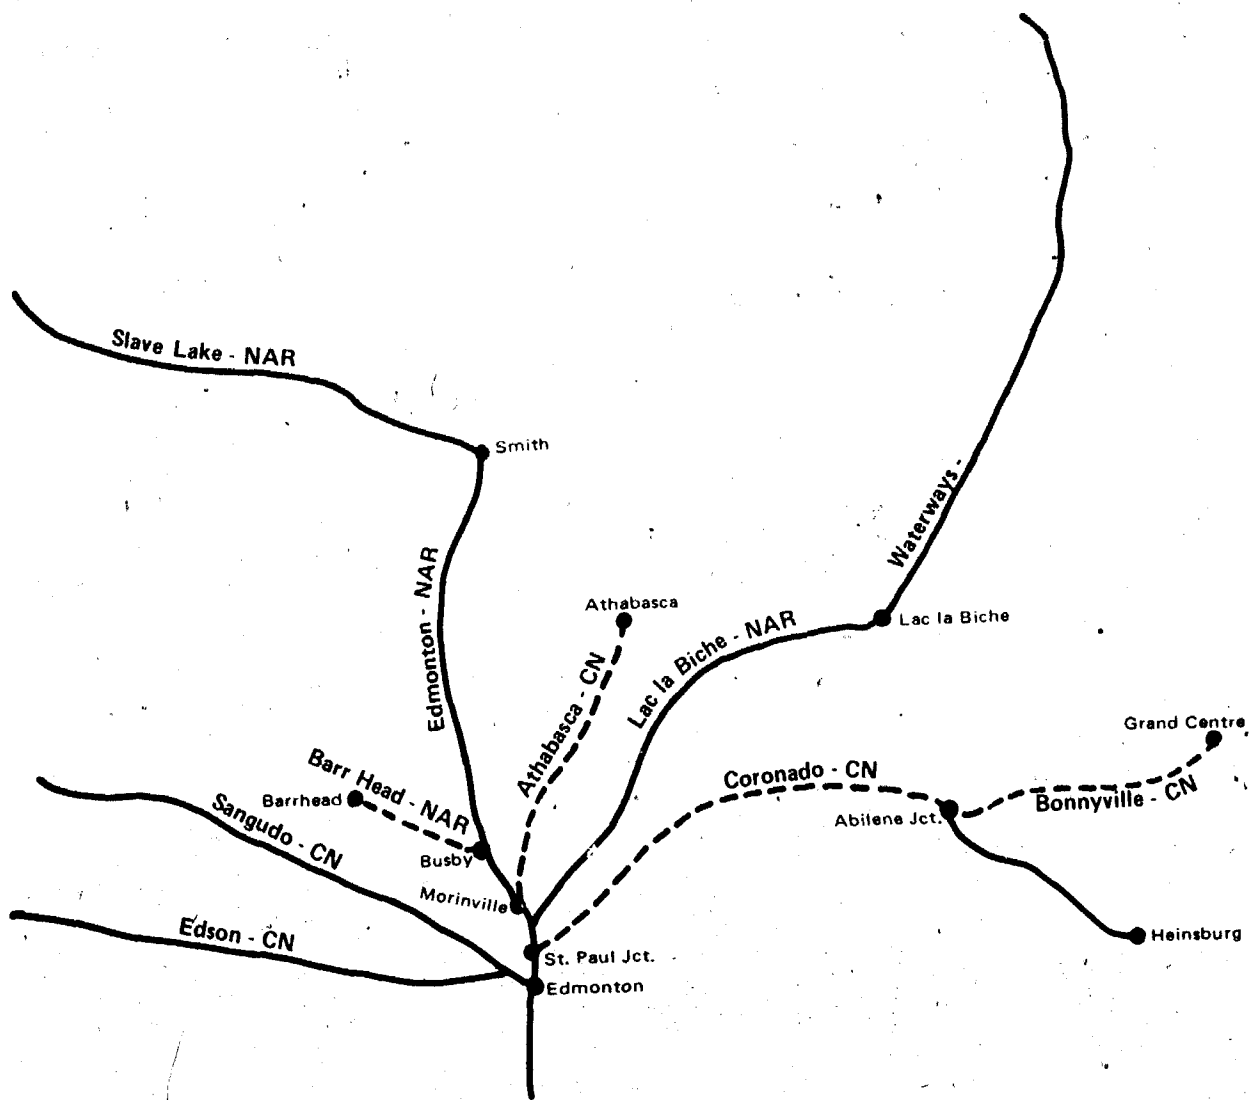 Slave Lake - NAR
Smith
Waterways -
Edmonton - NAR
Athabasca
Lac la Biche - NAR
Lac la Biche
Athabasca - CN
Grand Centre
Barr Head - NAR
Coronado - CN
Barrhead
Bonnyville - CN
Sangudo - CN
Abilene Jct.
Busby
Morinville
Edson - CN
Heinsburg
St. Paul Jct.
Edmonton